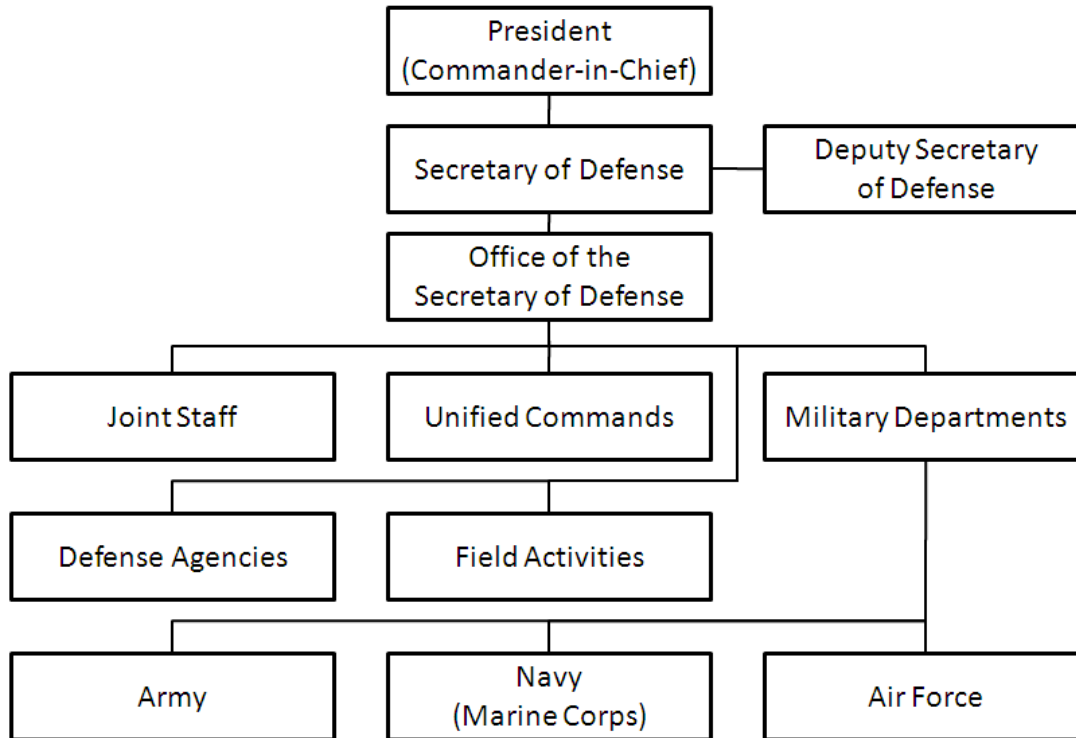 President
(Commander-in-Chief)
Secretary of Defense
Deputy Secretary
of Defense
Office of the
Secretary of Defense
Joint Staff
Unified Commands
Military Departments
Defense Agencies
Field Activities
Army
Navy
(Marine Corps)
Air Force